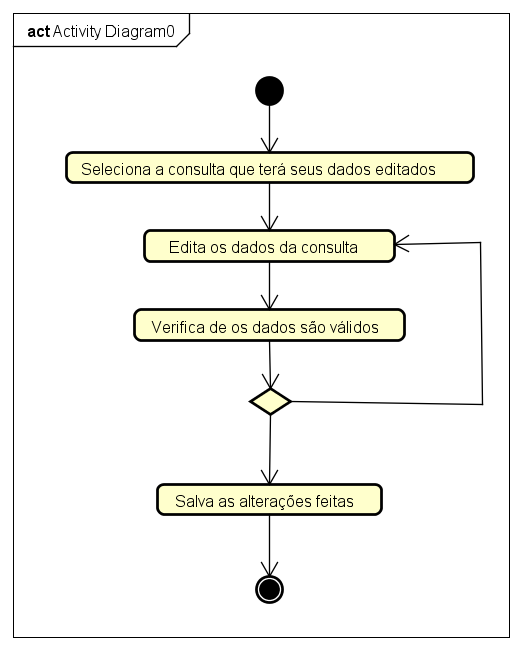 act Activity Diagram0
Seleciona a consulta que terá seus dados editados
Edita os dados da consulta
Verifica de os dados são válidos
Salva as alterações feitas